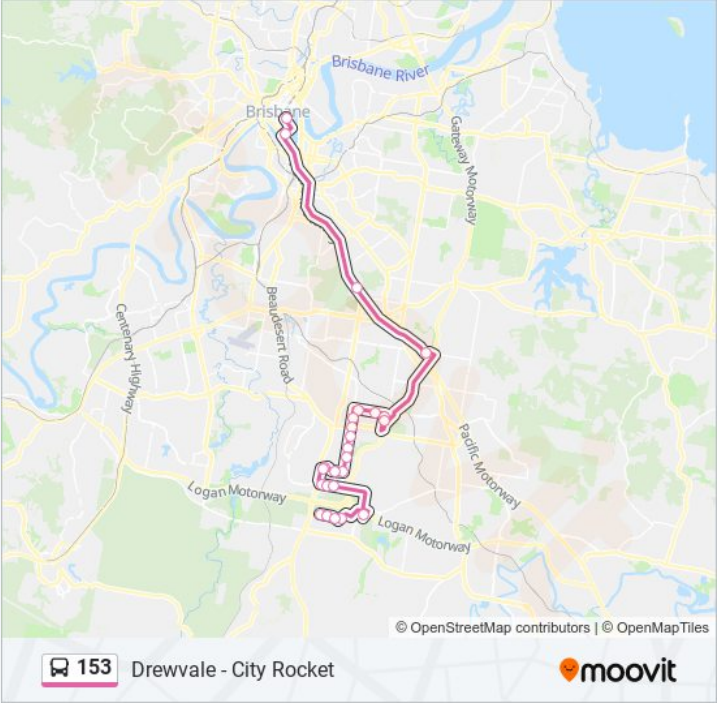 Brisbane River
Brisbane
Gateway Motorway
Beaudesert Road
Centenary Highway
Pacific Motorway
Logan Motorway
Logan Motorway
© OpenStreetMap contributors | © OpenMapTiles
153 Drewvale - City Rocket
moovit